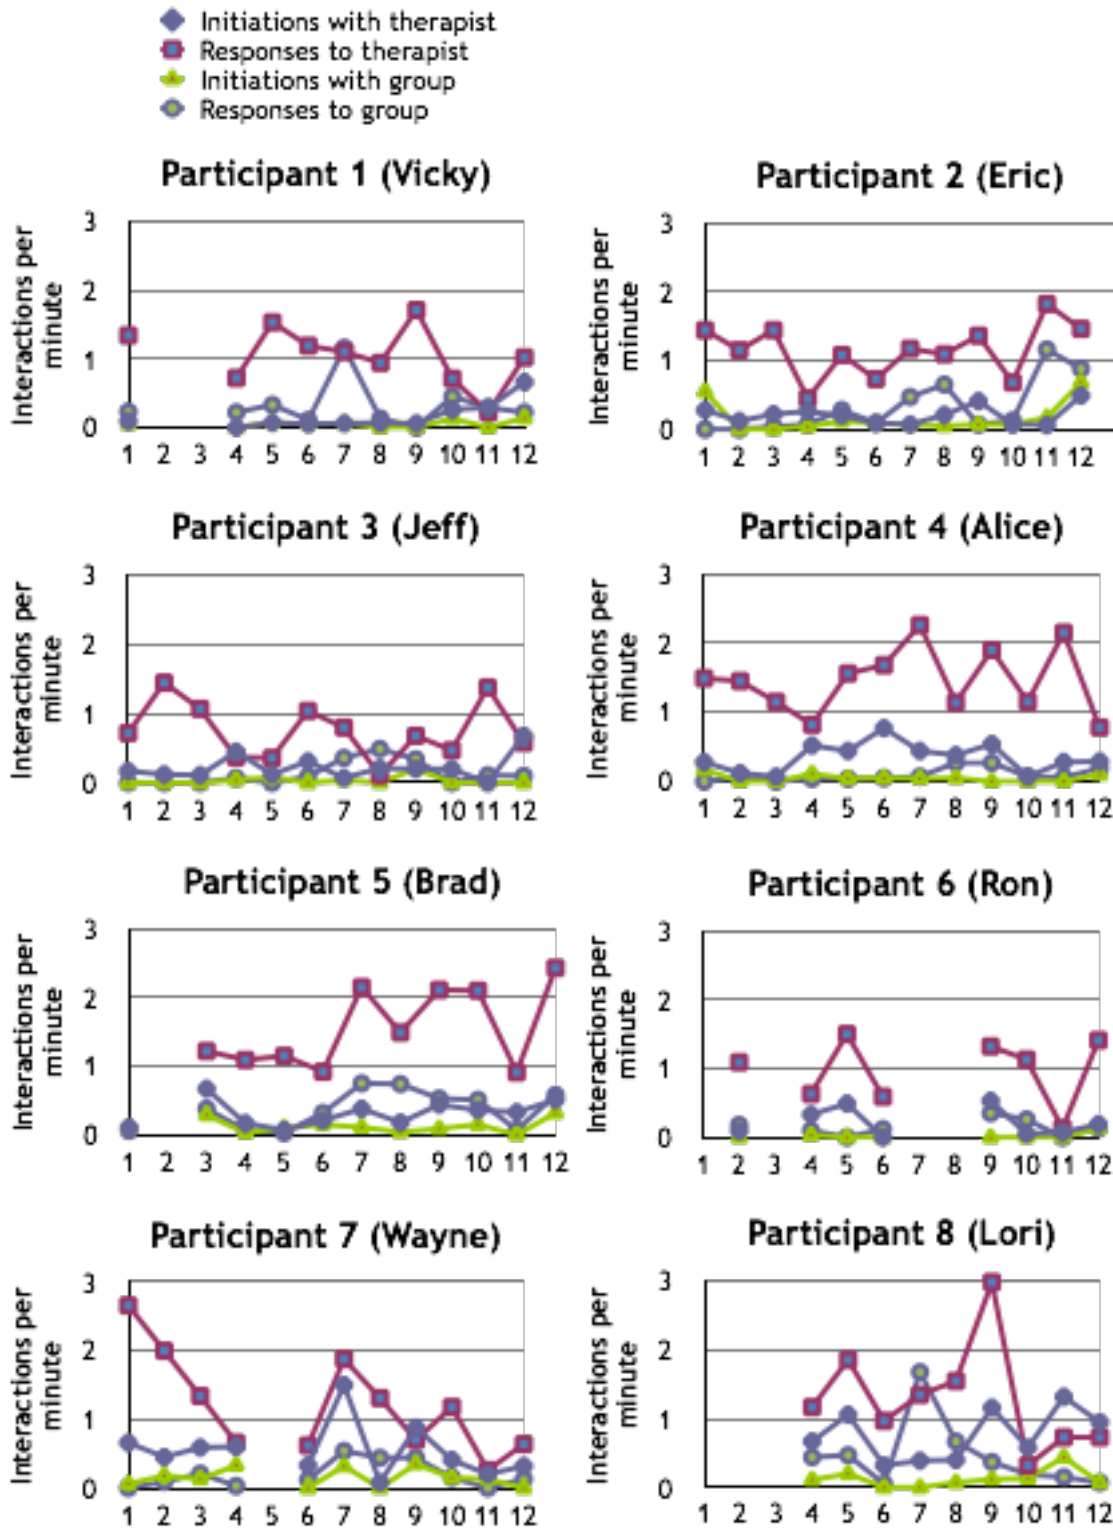 Initiations with therapist
Responses to therapist
Initiations with group
Responses to group
Participant 1 (Vicky)
Interactions per
minute
3
2
1
0
1 2 3 4 5 6 7 8 9 10 11 12
Participant 2 (Eric)
Interactions per
minute
3
2
1
0
1 2 3 4 5 6 7 8 9 10 11 12
Participant 3 (Jeff)
Interactions per
minute
3
2
1
0
1 2 3 4 5 6 7 8 9 10 11 12
Participant 4 (Alice)
Interactions per
minute
3
2
1
0
1 2 3 4 5 6 7 8 9 10 11 12
Participant 5 (Brad)
Interactions per
minute
3
2
1
0
1 3 4 5 6 7 8 9 10 11 12
Participant 6 (Ron)
Interactions per
minute
3
2
1
0
1 2 3 4 5 6 7 8 9 10 11 12
Participant 7 (Wayne)
Interactions per
minute
3
2
1
0
1 2 3 4 5 6 7 8 9 10 11 12
Participant 8 (Lori)
Interactions per
minute
3
2
1
0
1 2 3 4 5 6 7 8 9 10 11 12